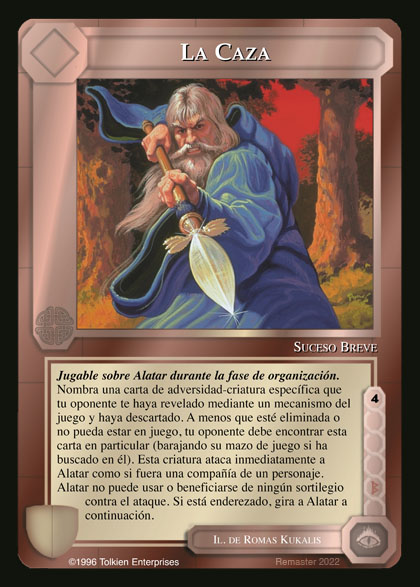 La Caza
Suceso Breve
Jugable sobre Alatar durante la fase de organización.
Nombra una carta de adversidad-criatura específica que
tu oponente te haya revelado mediante un mecanismo del
juego y haya descartado. A menos que esté eliminada o
no pueda estar en juego, tu oponente debe encontrar esta
carta en particular (barajando su mazo de juego si ha
buscado en él). Esta criatura ataca inmediatamente a
Alatar como si fuera una compañía de un personaje.
Alatar no puede usar o beneficiarse de ningún sortilegio
contra el ataque. Si está enderezado, gira a Alatar a
continuación.
4
Il. de Romas Kukalis
©1996 Tolkien Enterprises
Remaster 2022